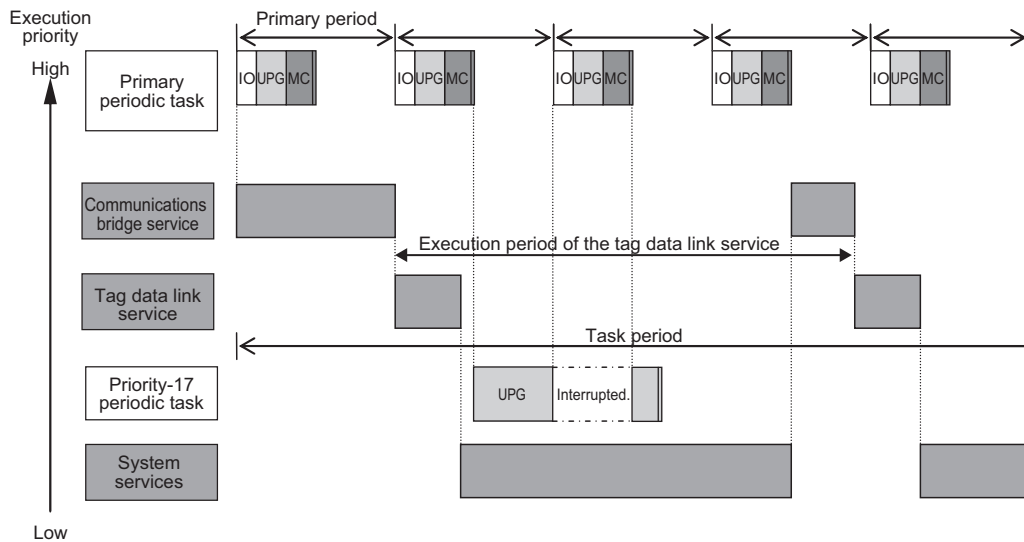 Execution
priority
High
Primary period
Primary
periodic task
IO UPG MC
IO UPG MC
IO UPG MC
IO UPG MC
IO UPG MC
Communications
bridge service
Execution period of the tag data link service
Tag data link
service
Task period
Priority-17
periodic task
UPG
Interrupted.
System
services
Low